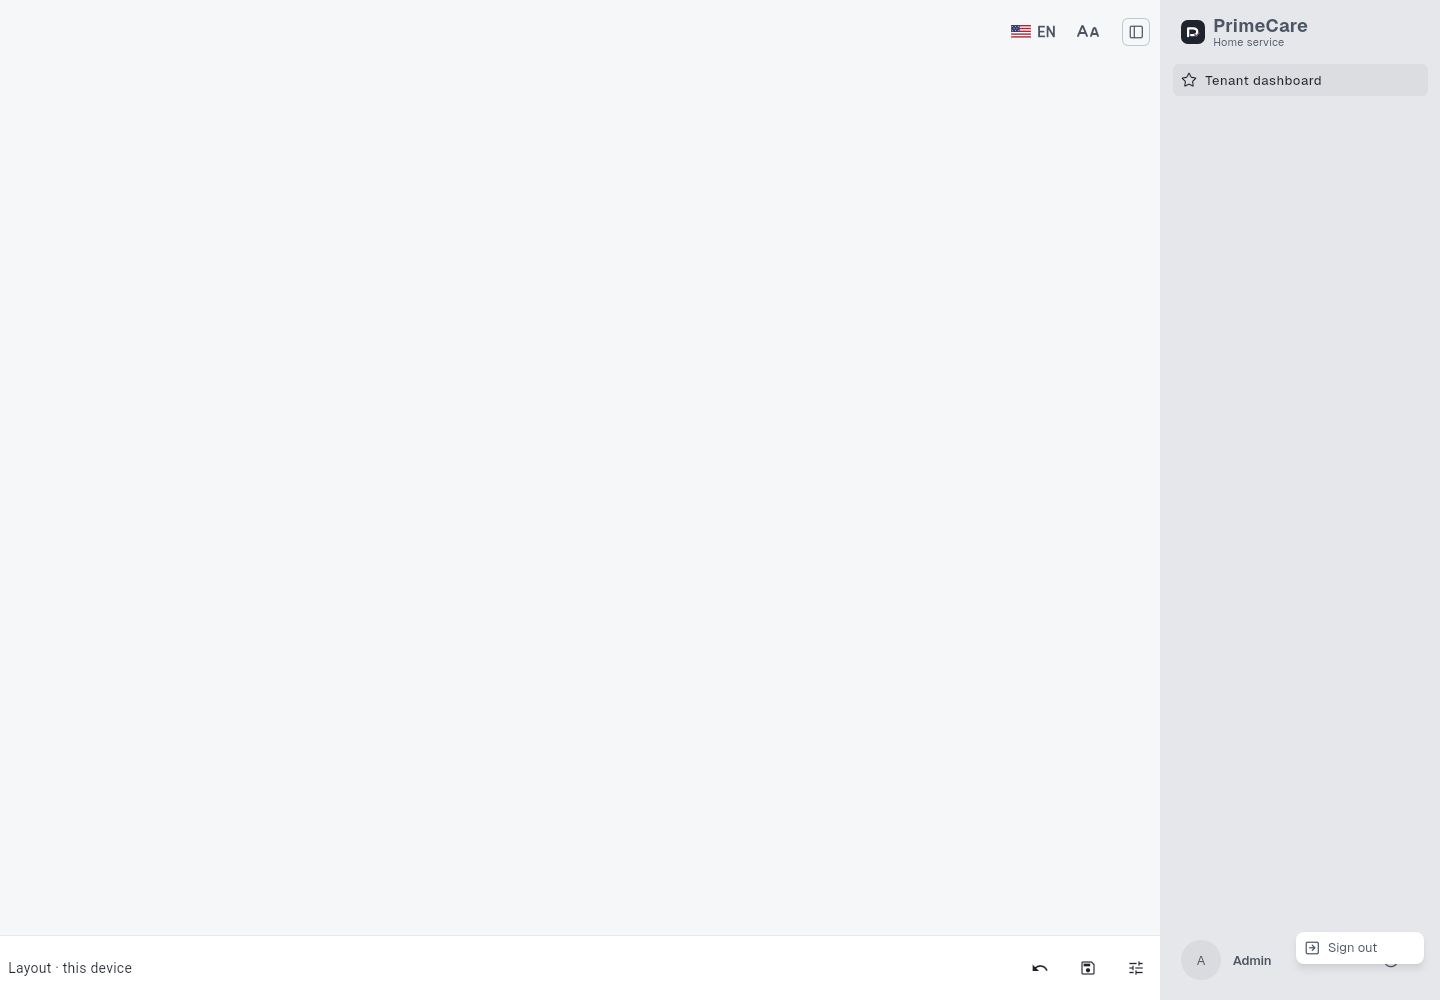 EN
PrimeCare
Home service
Tenant dashboard
Layout · this device
A
Admin
Sign out